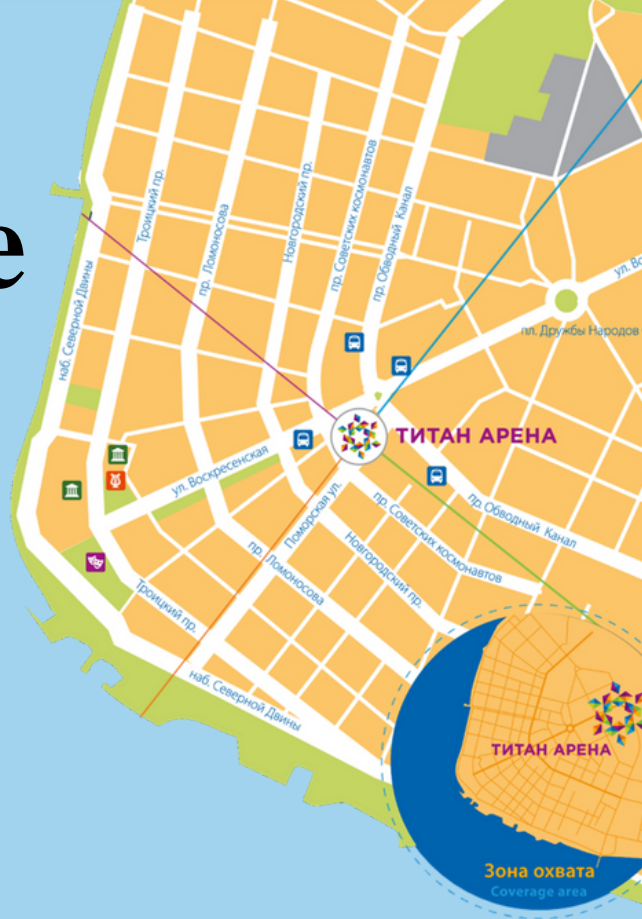 Троицкий пр.
пр. Ломоносова
Новгородский пр.
пр. Советских космонавтов
пр. Обводный Канал
е
наб. Северной Двины
ул. Во
пл. Дружбы Народов
ТИТАН АРЕНА
ул. Воскресенская
Поморская ул.
пр. Обводный Канал
пр. Советских космонавтов
Новгородский пр.
пр. Ломоносова
Троицкий пр.
наб. Северной Двины
ТИТАН АРЕНА
Зона охвата
Coverage area